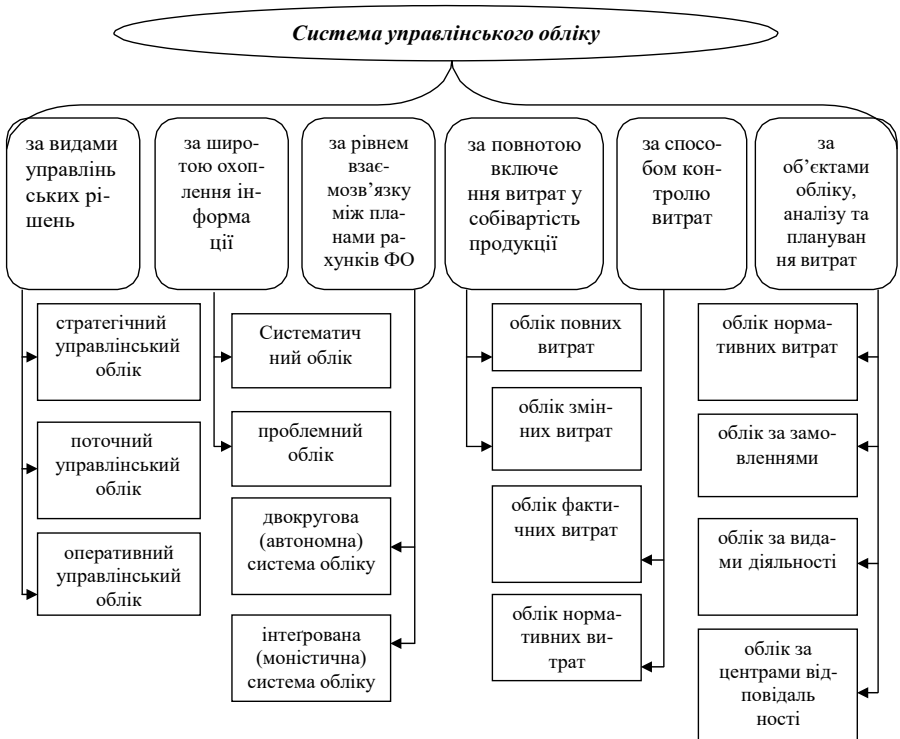 Система управлінського обліку
за видами
управлінь
ських рі-
шень
за широ-
тою охоп-
лення ін-
форма
ції
за рівнем
взає-
мозв’язку
між пла-
нами ра-
хунків ФО
за повнотою
включе
ння витрат у
собівартість
продукції
за спосо-
бом кон-
тролю
витрат
за
об’єктами
обліку,
аналізу та
планував
ня витрат
стратегічний
управлінський
облік
поточний
управлінський
облік
оперативний
управлінський
облік
Систематич
ний облік
проблемний
облік
двокругова
(автономна)
система обліку
інтегрована
(моністична)
система обліку
облік повних
витрат
облік змін-
них витрат
облік факти-
чних витрат
облік норма-
тивних ви-
трат
облік норма-
тивних витрат
облік за замо-
вленнями
облік за вида-
ми діяльності
облік за
центрами від-
повідаль
ності